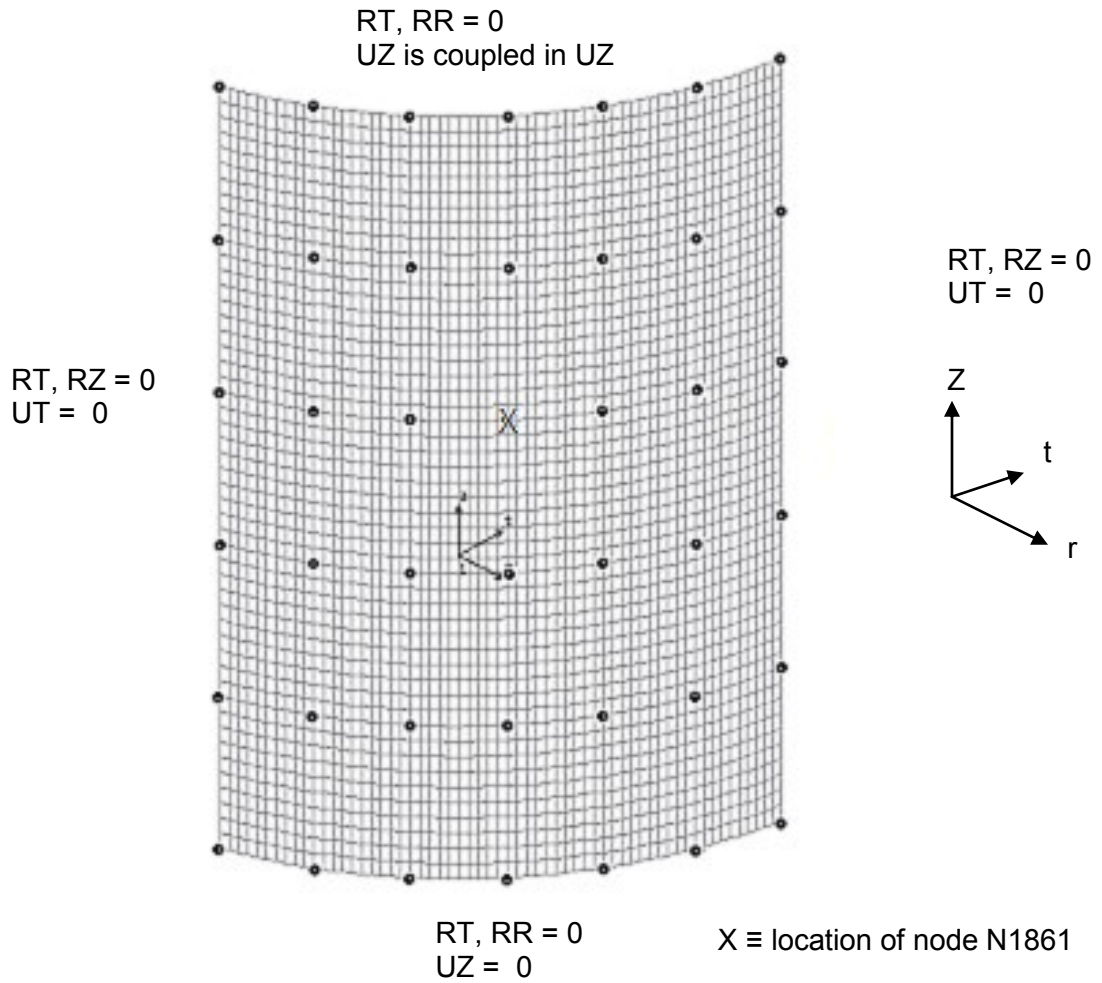 RT, RR = 0
UZ is coupled in UZ
RT, RZ = 0
UT =  0
RT, RZ = 0
UT =  0
Z
t
r
X
RT, RR = 0
UZ =  0
X ≡ location of node N1861